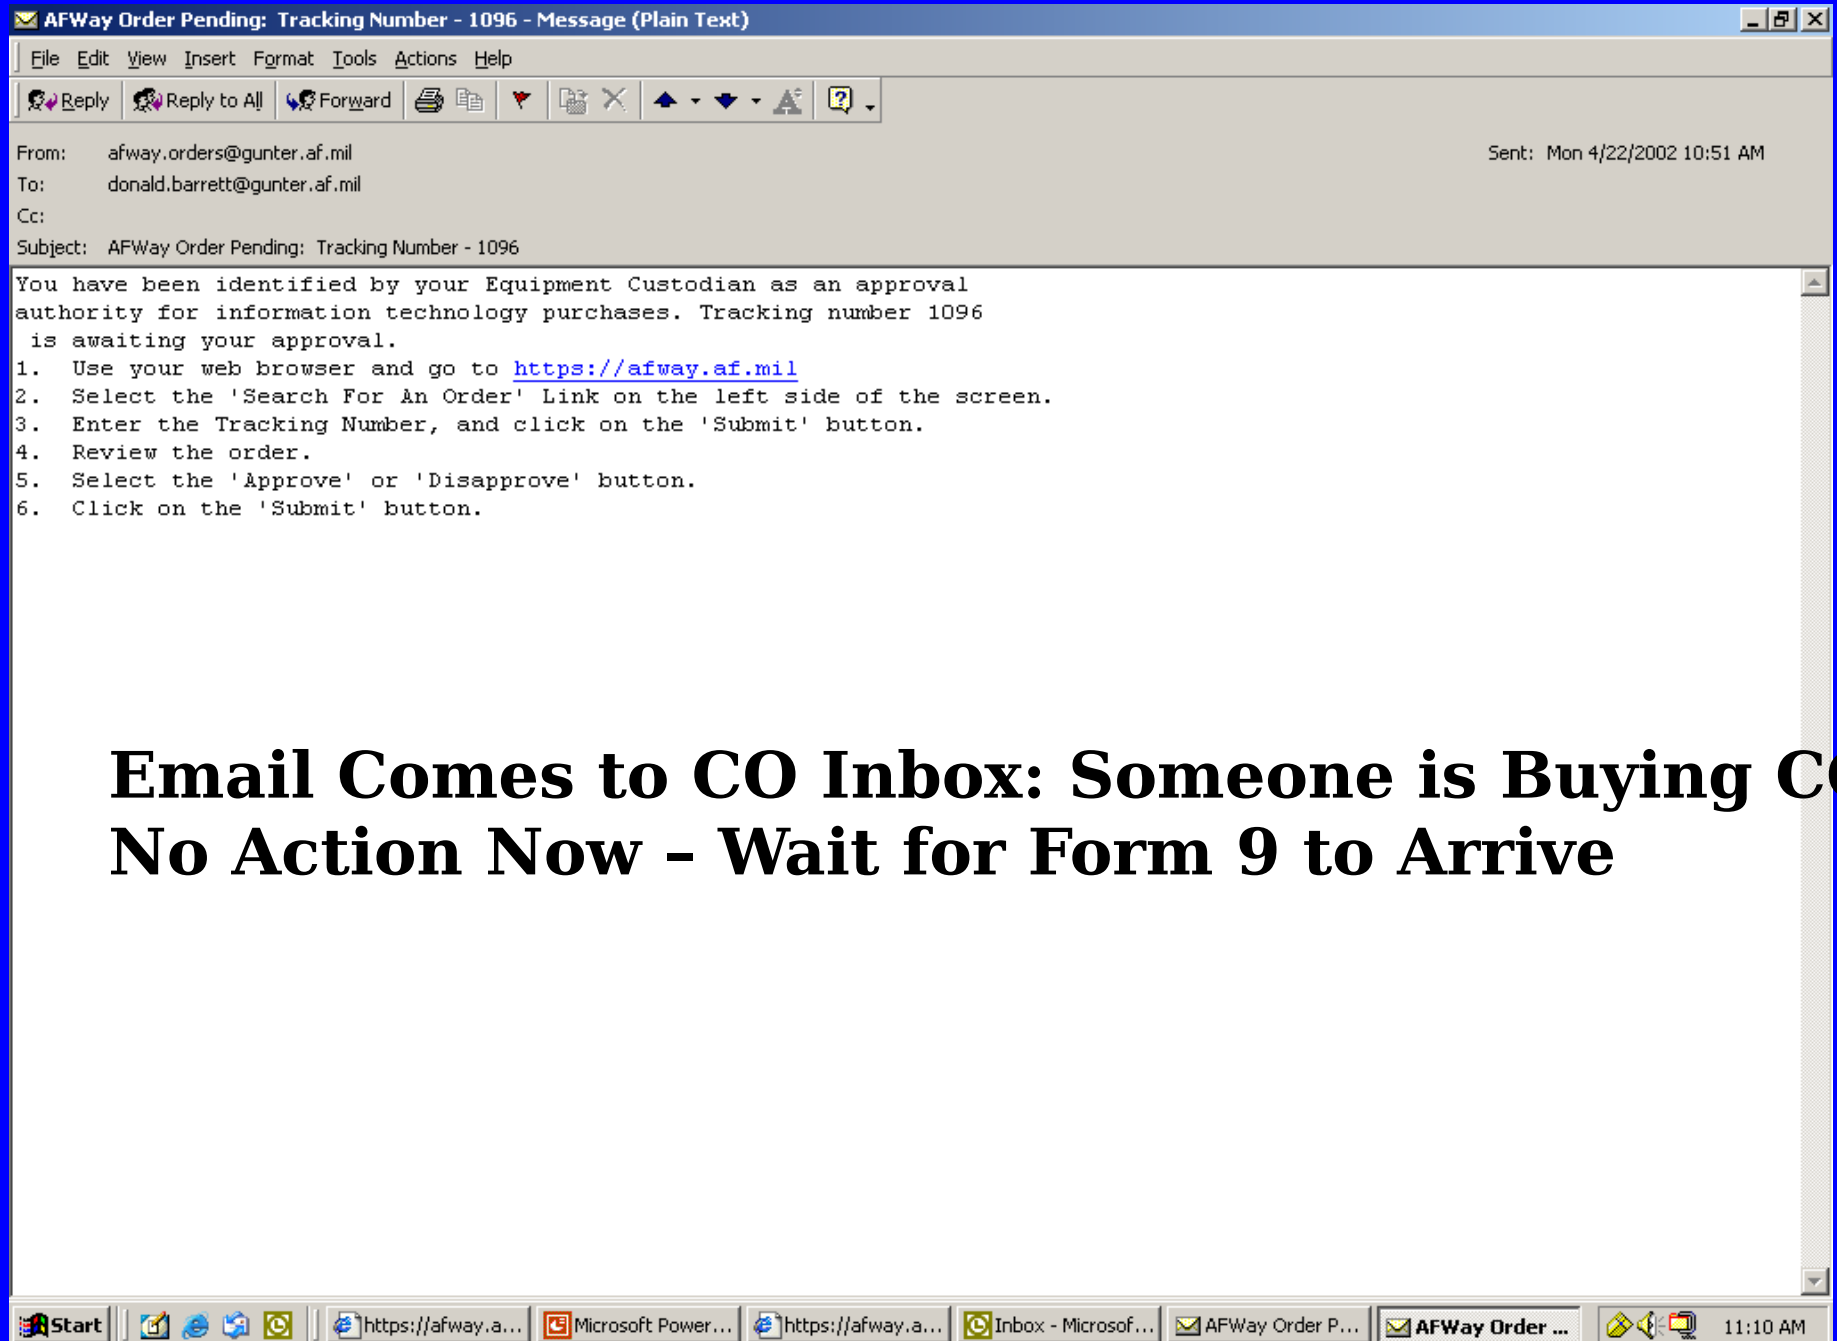 AFWay Order Pending:  Tracking Number - 1096 - Message (Plain Text)
File Edit View Insert Format Tools Actions Help
Reply Reply to All Forward
From: afway.orders@gunter.af.mil Sent: Mon 4/22/2002 10:51 AM
To: donald.barrett@gunter.af.mil
Cc:
Subject: AFWay Order Pending:  Tracking Number - 1096
You have been identified by your Equipment Custodian as an approval
authority for information technology purchases. Tracking number 1096
is awaiting your approval.
1.  Use your web browser and go to https://afway.af.mil
2.  Select the 'Search For An Order' Link on the left side of the screen.
3.  Enter the Tracking Number, and click on the 'Submit' button.
4.  Review the order.
5.  Select the 'Approve' or 'Disapprove' button.
6.  Click on the 'Submit' button.
Email Comes to CO Inbox: Someone is Buying
No Action Now – Wait for Form 9 to Arrive
Start https://afway.a... Microsoft Power... https://afway.a... Inbox - Microsof... AFWay Order P... AFWay Order ... 11:10 AM